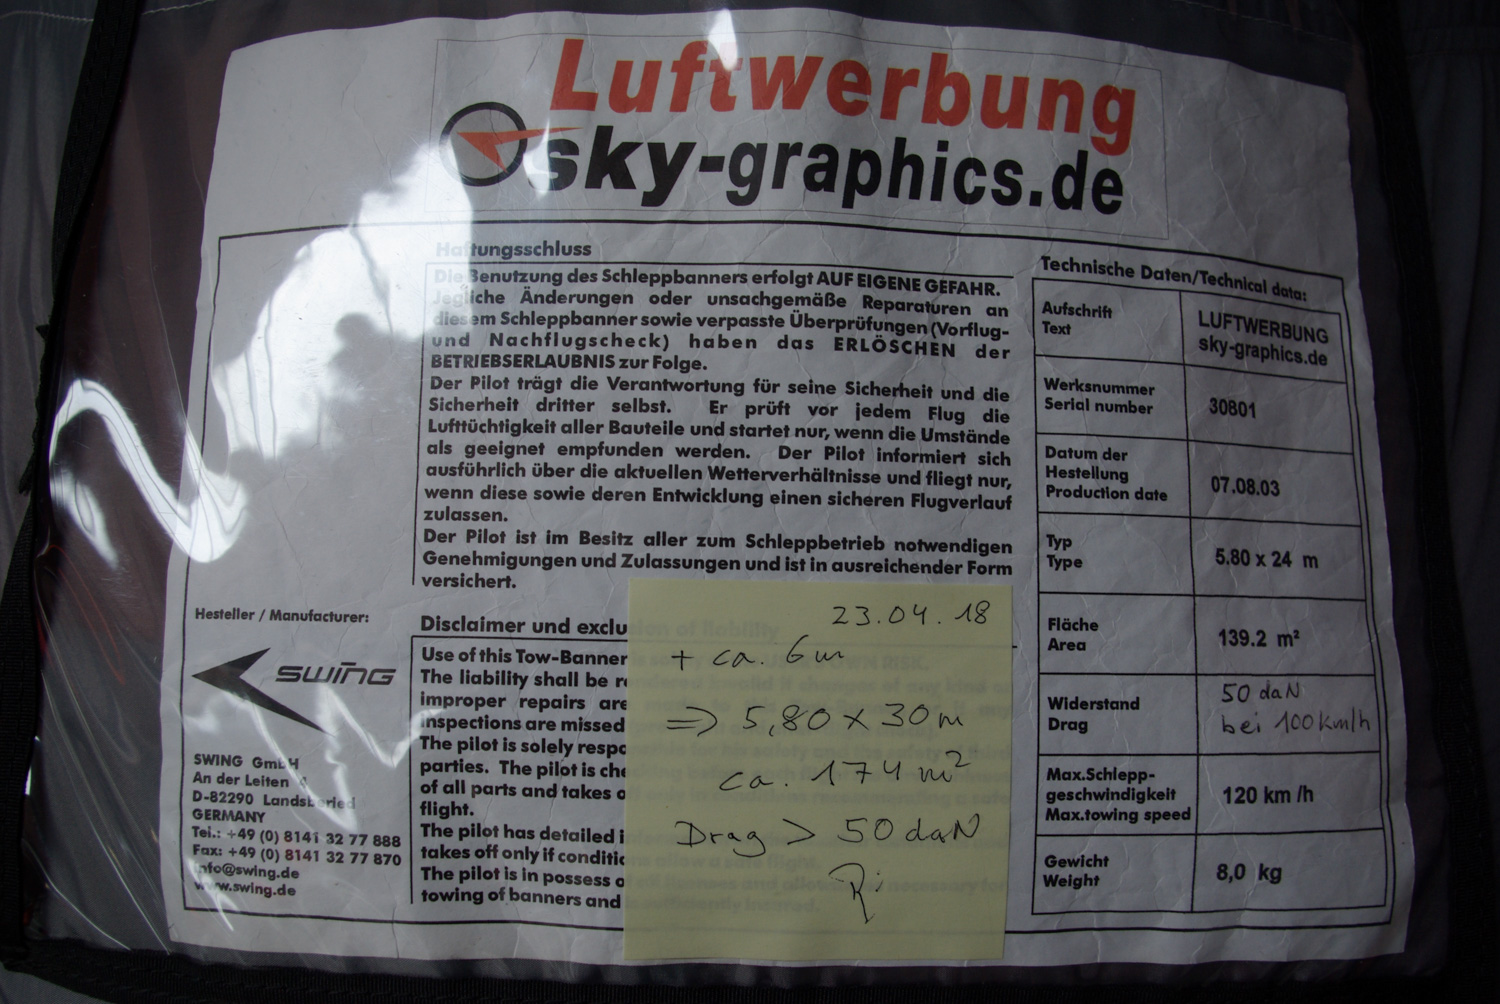 Luftwerbung
sky-graphics.de
Haftungsschluss
Die Benutzung des Schleppbanners erfolgt AUF EIGENE GEFAHR.
Jegliche Änderungen oder unsachgemäße Reparaturen an
diesem Schleppbanner sowie verpasste Überprüfungen (Vorflug-
und Nachflugscheck) haben das ERLÖSCHEN der
BETRIEBSERLAUBNIS zur Folge.
Der Pilot trägt die Verantwortung für seine Sicherheit und die
Sicherheit dritter selbst. Er prüft vor jedem Flug die
Lufttüchtigkeit aller Bauteile und startet nur, wenn die Umstände
als geeignet empfunden werden. Der Pilot informiert sich
ausführlich über die aktuellen Wetterverhältnisse und fliegt nur,
wenn diese sowie deren Entwicklung einen sicheren Flugverlauf
zulassen.
Der Pilot ist im Besitz aller zum Schleppbetrieb notwendigen
Genehmigungen und Zulassungen und ist in ausreichender Form
versichert.
Hesteller / Manufacturer:
SWING
SWING GmbH
An der Leiten
D-82290 Landsberied
GERMANY
Tel.: +49 (0) 8141 32 77 888
Fax: +49 (0) 8141 32 77 870
info@swing.de
www.swing.de
Disclaimer und exclusion of liability
Use of this Tow-Banner
The liability shall be
improper repairs are
inspections are missed
The pilot is solely
parties. The pilot is
of all parts and takes
flight.
The pilot has detailed
takes off only if
The pilot is in possess
towing of banners and
23.04.18
+ ca. 6m
=> 5,80 x 30m
ca. 174 m²
Drag > 50 daN
Technische Daten/Technical data:
Aufschrift
Text
LUFTWERBUNG
sky-graphics.de
Werksnummer
Serial number
30801
Datum der
Hestellung
Production date
07.08.03
Typ
Type
5.80 x 24 m
Fläche
Area
139.2 m²
Widerstand
Drag
50 daN
bei 100km/h
Max.Schlepp-
geschwindigkeit
Max.towing speed
120 km /h
Gewicht
Weight
8,0 kg